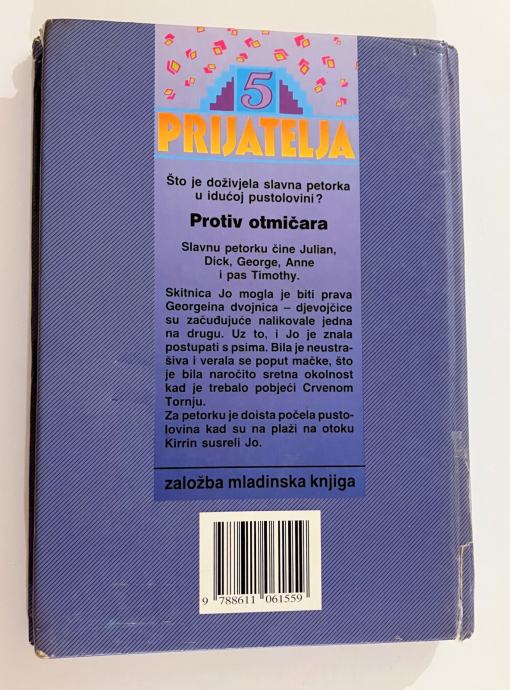 5
PRIJATELJA
Što je doživjela slavna petorka
u idućoj pustolovini?
Protiv otmičara
Slavnu petorku čine Julian,
Dick, George, Anne
i pas Timothy.
Skitnica Jo mogla je biti prava
Georgeina dvojnica – djevojčice
su začuđujuće nalikovale jedna
na drugu. Uz to, i Jo je znala
postupati s psima. Bila je neustra-
šiva i verala se poput mačke, što
je bila naročito sretna okolnost
kad je trebalo pobjeći Crvenom
Tornju.
Za petorku je doista počela pusto-
lovina kad su na plaži na otoku
Kirrin susreli Jo.
založba mladinska knjiga
9 788611 061559